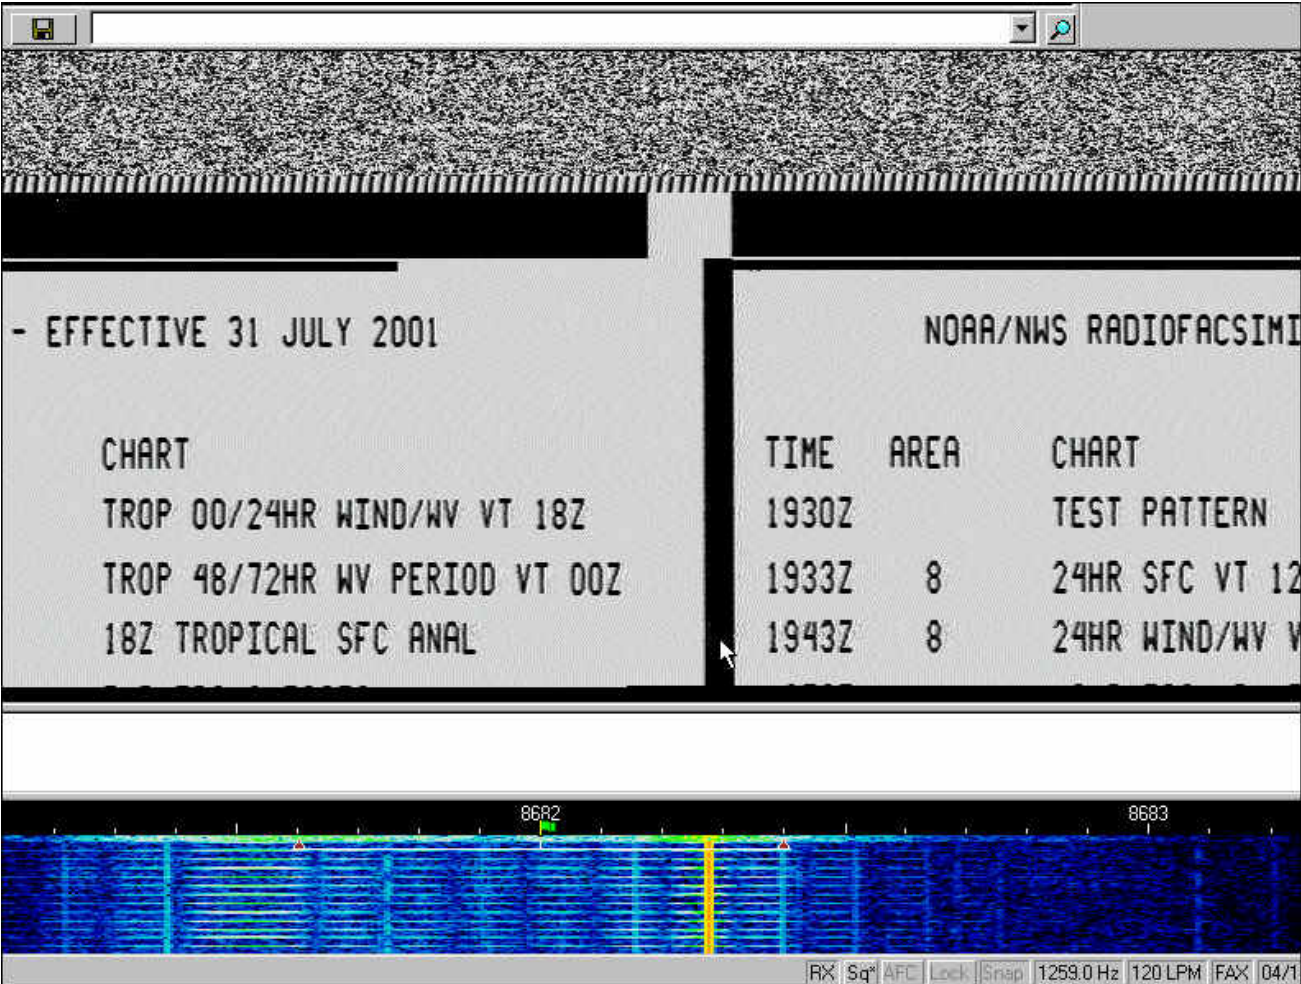 - EFFECTIVE 31 JULY 2001
NOAA/NWS RADIOFACSIMI
CHART
TIME AREA CHART
TROP 00/24HR WIND/WV VT 18Z
1930Z TEST PATTERN
TROP 48/72HR WV PERIOD VT 00Z
1933Z 8 24HR SFC VT 12
18Z TROPICAL SFC ANAL
1943Z 8 24HR WIND/WV V
8682 8683
RX Sq* AFC Lock Snap 1259.0 Hz 120 LPM FAX 04/1